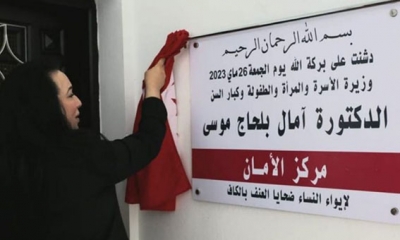 بسم الله الرحمان الرحيم
دشنت على بركة الله يوم الجمعة 26 ماي 2023
وزيرة الأسرة والمرأة والطفولة وكبار السن
الدكتورة آمال بلحاج موسى
مركز الأمان
لإيواء النساء ضحايا العنف بالكاف